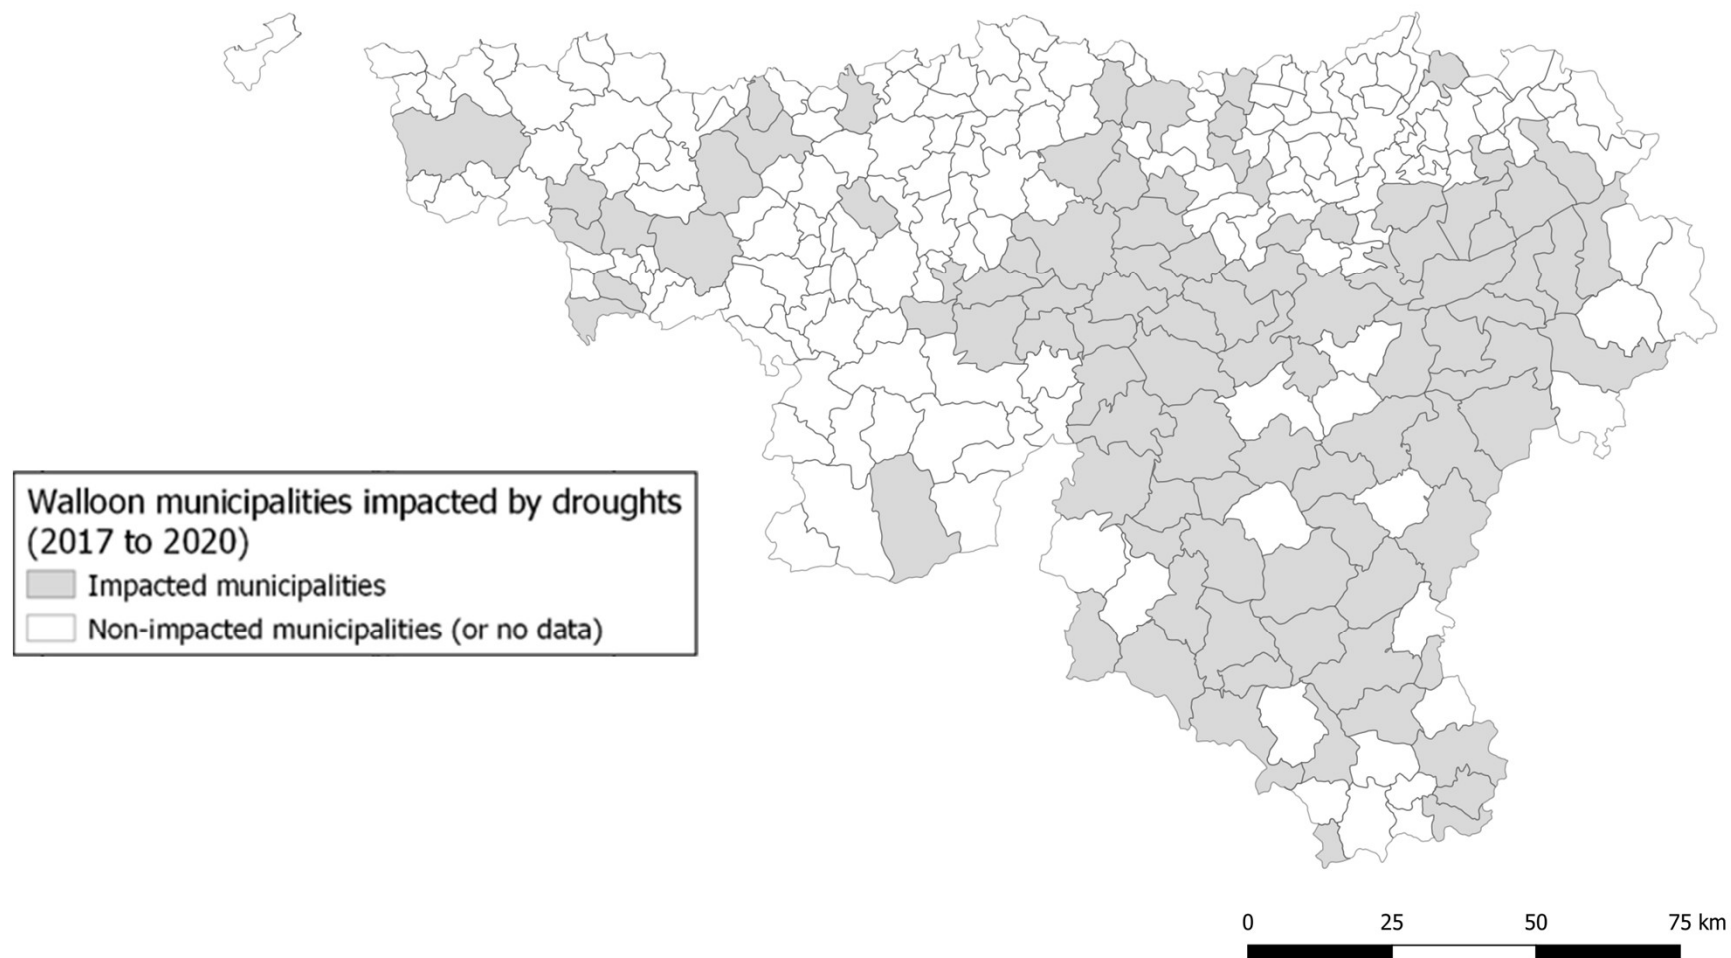 Walloon municipalities impacted by droughts
(2017 to 2020)
Impacted municipalities
Non-impacted municipalities (or no data)
0 25 50 75 km